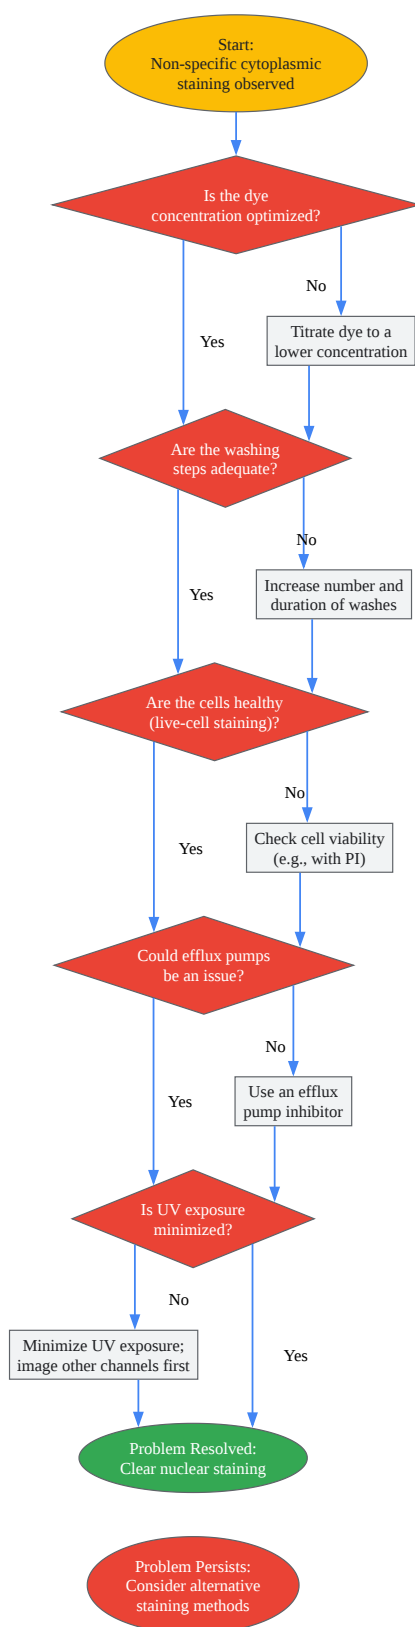 Start:
Non-specific cytoplasmic
staining observed
Is the dye
concentration optimized?
No
Yes
Titrate dye to a
lower concentration
Are the washing
steps adequate?
No
Yes
Increase number and
duration of washes
Are the cells healthy
(live-cell staining)?
No
Yes
Check cell viability
(e.g., with PI)
Could efflux pumps
be an issue?
No
Yes
Use an efflux
pump inhibitor
Is UV exposure
minimized?
No
Yes
Minimize UV exposure;
image other channels first
Problem Resolved:
Clear nuclear staining
Problem Persists:
Consider alternative
staining methods